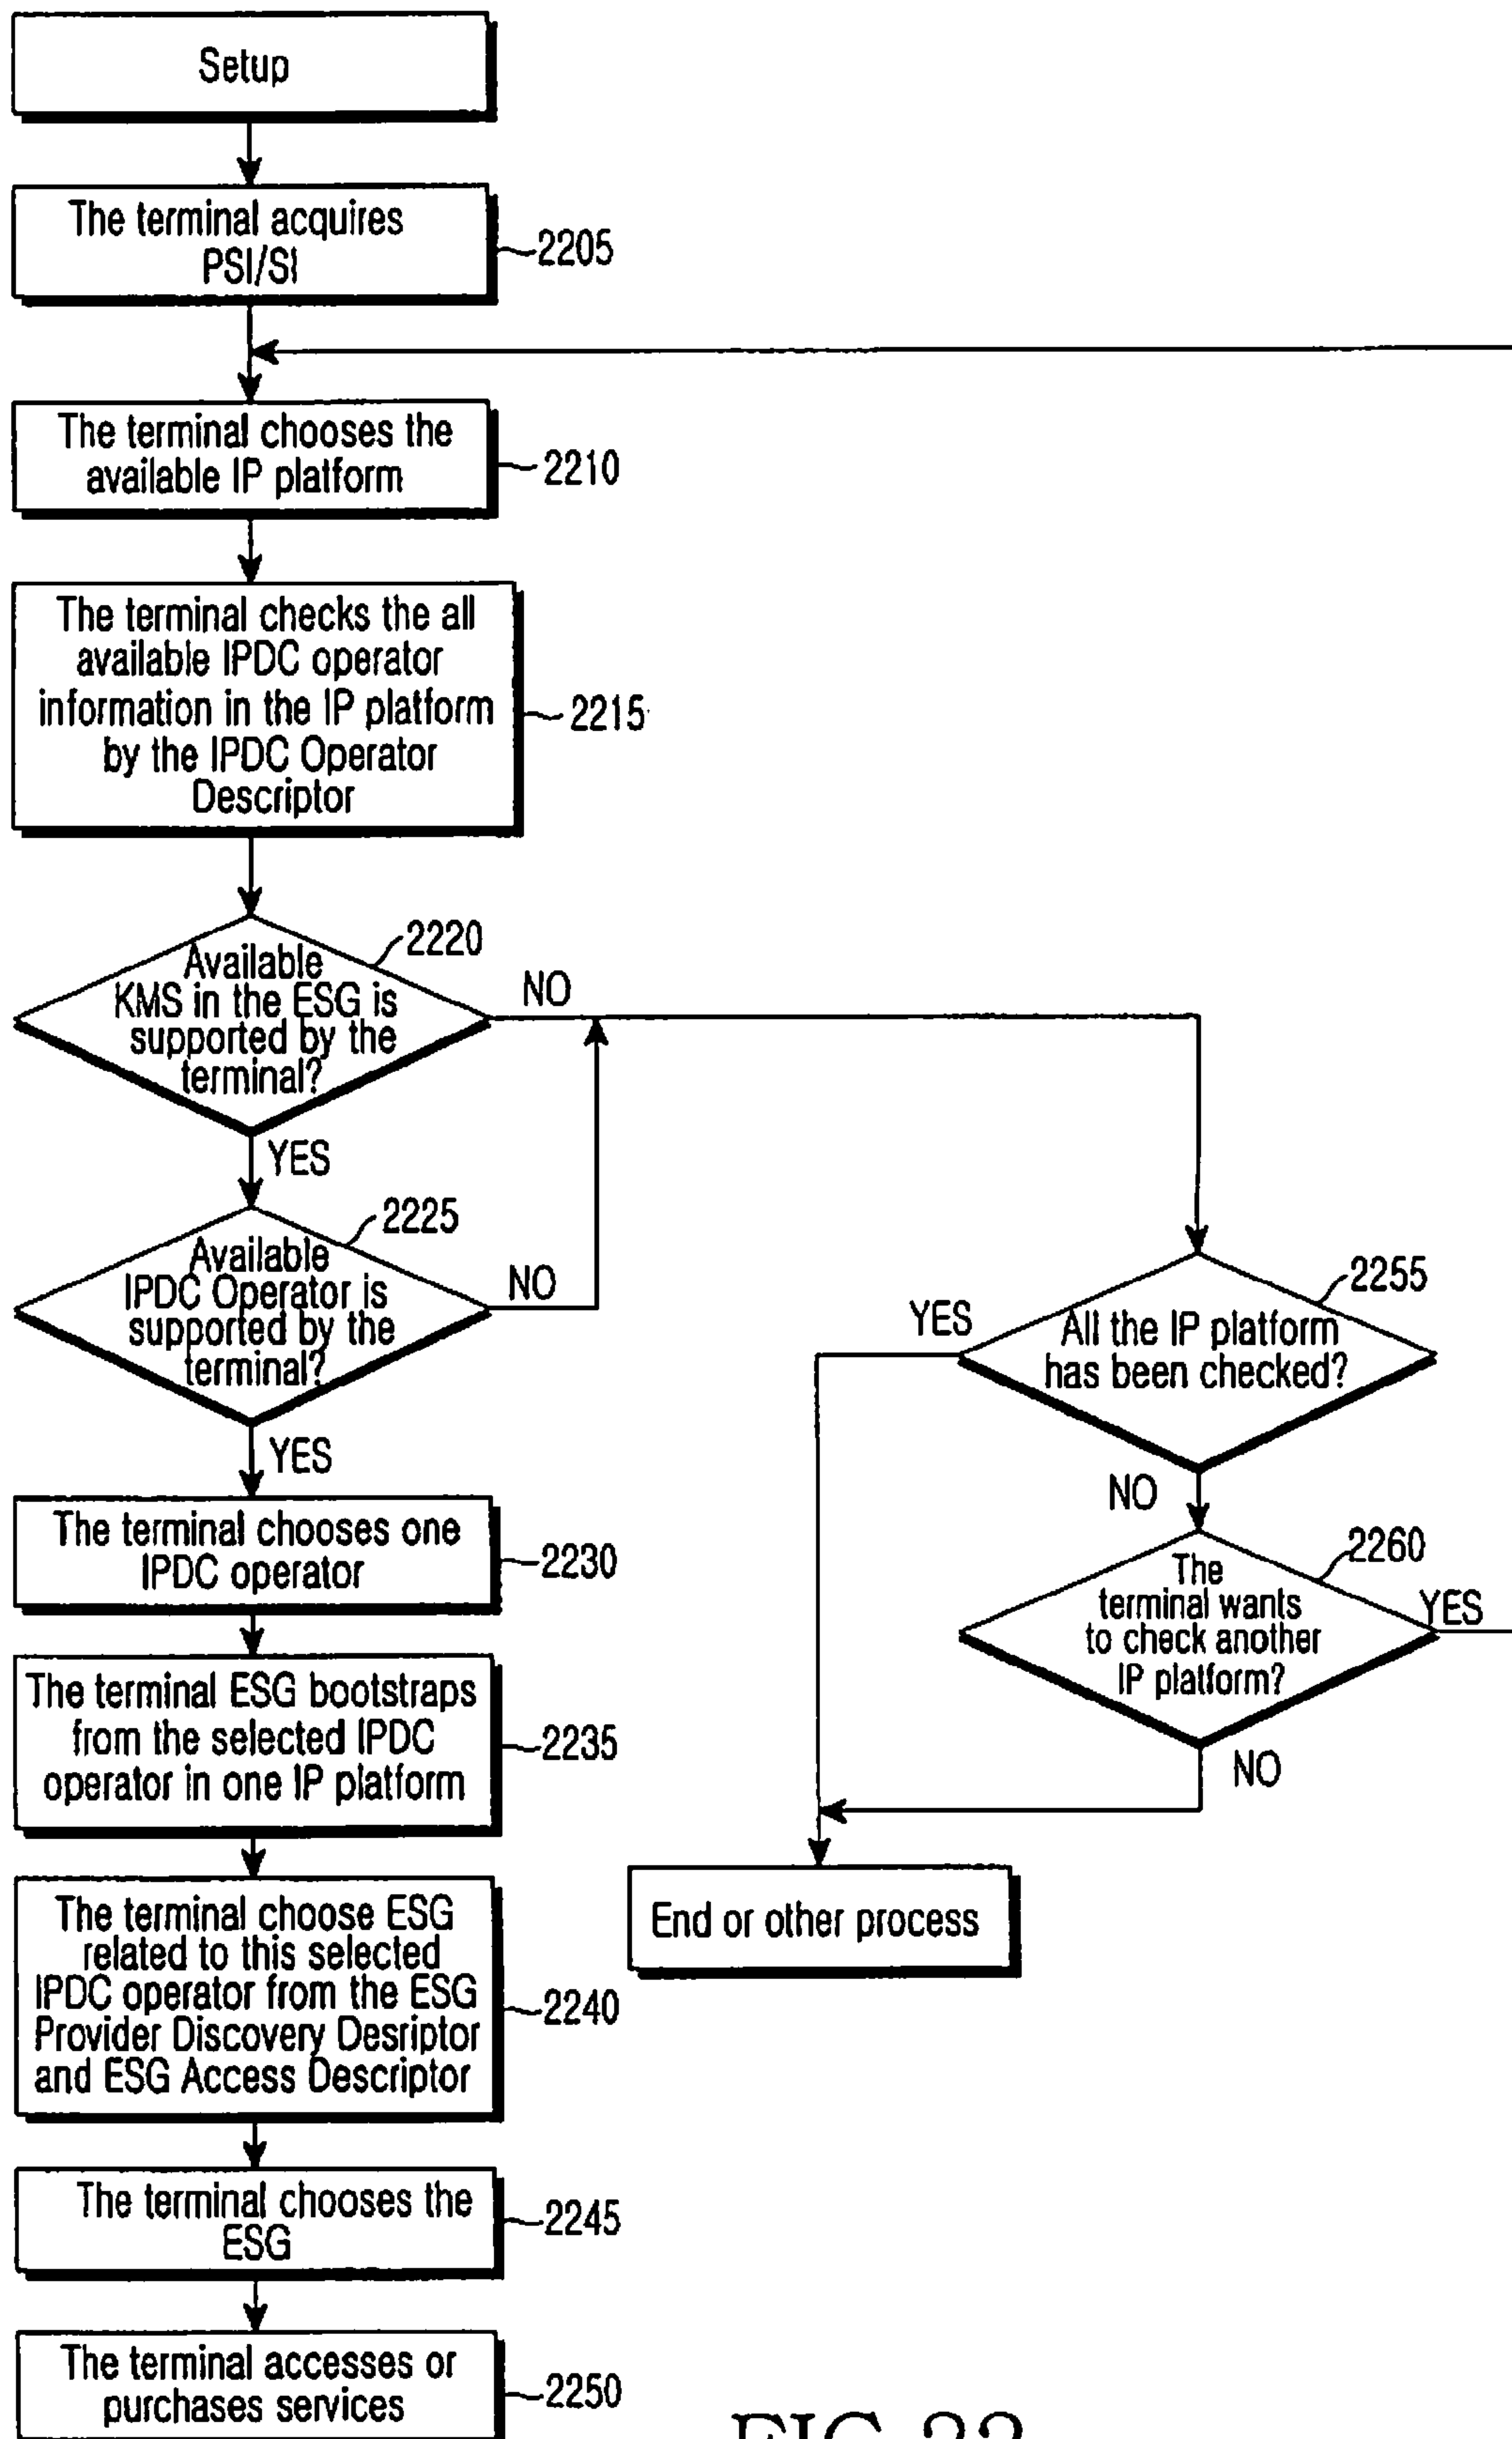 Setup
The terminal acquires
PSI/SI
2205
The terminal chooses the
available IP platform
2210
The terminal checks the all
available IPDC operator
information in the IP platform
by the IPDC Operator
Descriptor
2215
2220
Available
KMS in the ESG is
supported by the
terminal?
NO
YES
2225
Available
IPDC Operator is
supported by the
terminal?
NO
YES
2255
All the IP platform
has been checked?
YES
NO
2260
The
terminal wants
to check another
IP platform?
YES
NO
End or other process
The terminal chooses one
IPDC operator
2230
The terminal ESG bootstraps
from the selected IPDC
operator in one IP platform
2235
The terminal choose ESG
related to this selected
IPDC operator from the ESG
Provider Discovery Desriptor
and ESG Access Descriptor
2240
The terminal chooses the
ESG
2245
The terminal accesses or
purchases services
2250
FIG.22